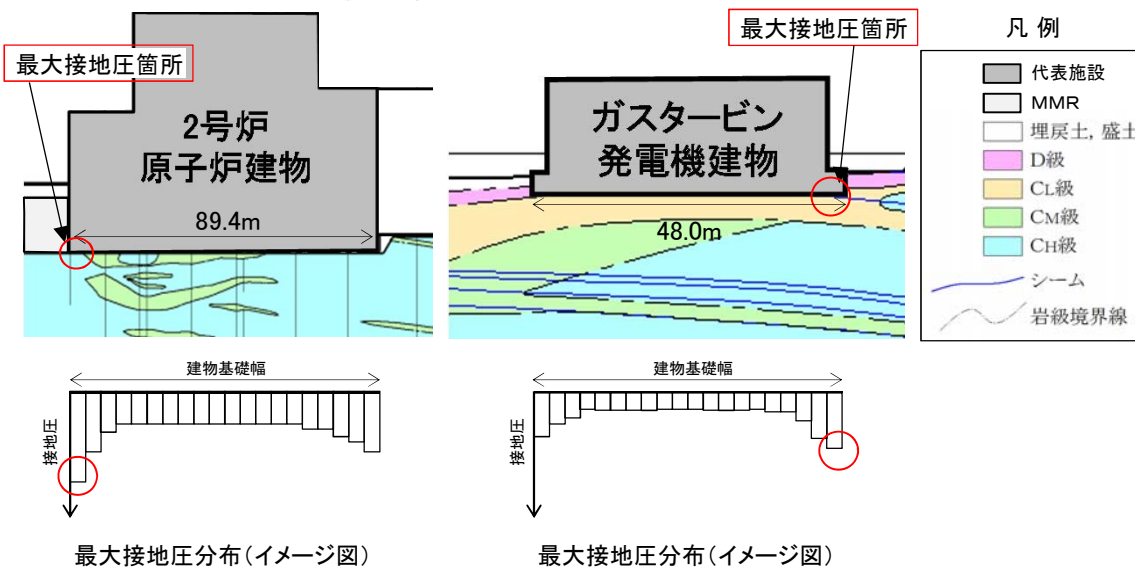 最大接地圧箇所
2号炉
原子炉建物
89.4m
最大接地圧箇所
ガスタービン
発電機建物
48.0m
凡 例
代表施設
MMR
埋戻土，盛土
D級
CL級
CM級
CH級
シーム
岩級境界線
建物基礎幅
接地圧
最大接地圧分布(イメージ図)
建物基礎幅
接地圧
最大接地圧分布(イメージ図)